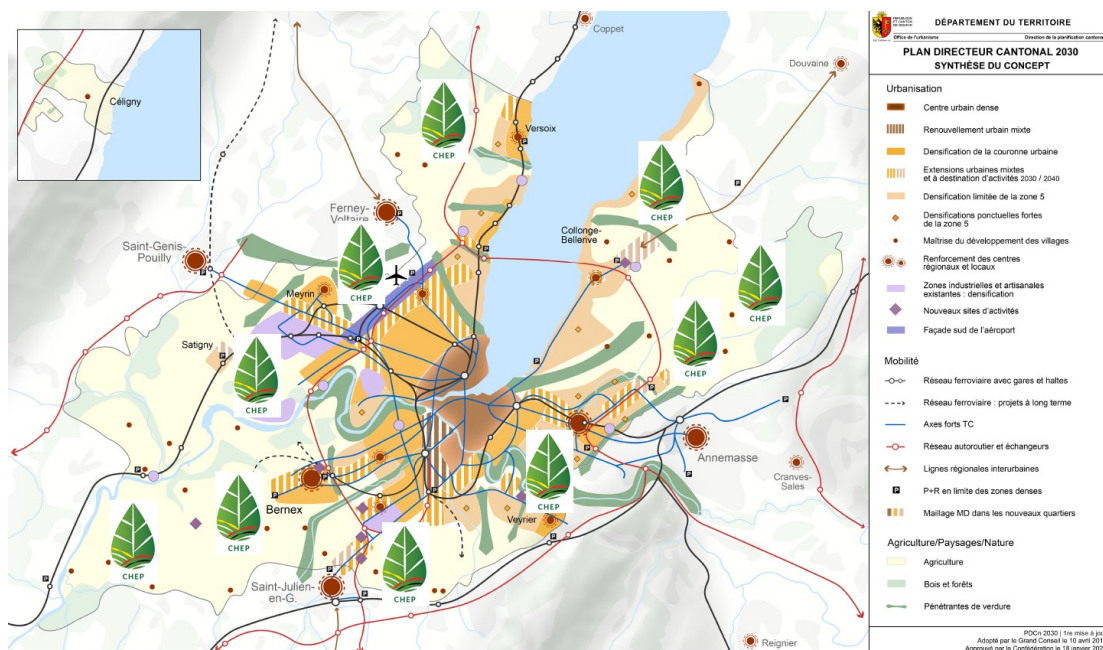 Céligny
Coppet
Douvaine
Versoix
Ferney-
Voltaire
Collonge-
Bellerive
Saint-Genis-
Pouilly
Meyrin
Satigny
Annemasse
Cranves-
Sales
Bernex
Veyrier
Saint-Julien-
en-G.
Reignier
CHEP
CHEP
CHEP
CHEP
CHEP
CHEP
CHEP
CHEP
CHEP
CHEP
P
P
P
P
P
P
P
P
P
P
P
P
P
DÉPARTEMENT DU TERRITOIRE
Office de l'urbanisme
Direction de la planification cantona
PLAN DIRECTEUR CANTONAL 2030
SYNTHÈSE DU CONCEPT
Urbanisation
Centre urbain dense
Renouvellement urbain mixte
Densification de la couronne urbaine
Extensions urbaines mixtes
et à destination d'activités 2030 / 2040
Densification limitée de la zone 5
Densifications ponctuelles fortes
de la zone 5
Maîtrise du développement des villages
Renforcement des centres
régionaux et locaux
Zones industrielles et artisanales
existantes : densification
Nouveaux sites d'activités
Façade sud de l'aéroport
Mobilité
Réseau ferroviaire avec gares et haltes
Réseau ferroviaire : projets à long terme
Axes forts TC
Réseau autoroutier et échangeurs
Lignes régionales interurbaines
P P+R en limite des zones denses
Maillage MD dans les nouveaux quartiers
Agriculture/Paysages/Nature
Agriculture
Bois et forêts
Pénétrantes de verdure
PDCn 2030 | 1re mise à jou
Adopté par le Grand Conseil le 10 avril 201
Approuvé par la Confédération le 18 janvier 202